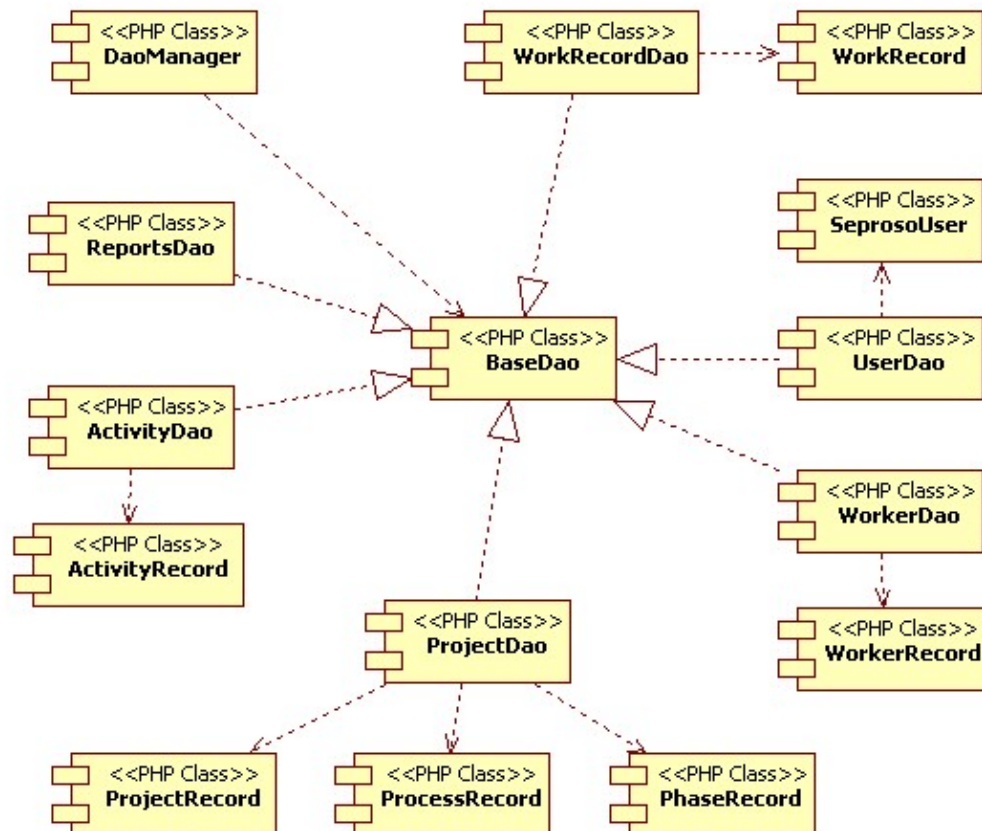 <<PHP Class>>
DaoManager
<<PHP Class>>
WorkRecordDao
<<PHP Class>>
WorkRecord
<<PHP Class>>
ReportsDao
<<PHP Class>>
SeprosoUser
<<PHP Class>>
BaseDao
<<PHP Class>>
UserDao
<<PHP Class>>
ActivityDao
<<PHP Class>>
WorkerDao
<<PHP Class>>
ActivityRecord
<<PHP Class>>
ProjectDao
<<PHP Class>>
WorkerRecord
<<PHP Class>>
ProjectRecord
<<PHP Class>>
ProcessRecord
<<PHP Class>>
PhaseRecord